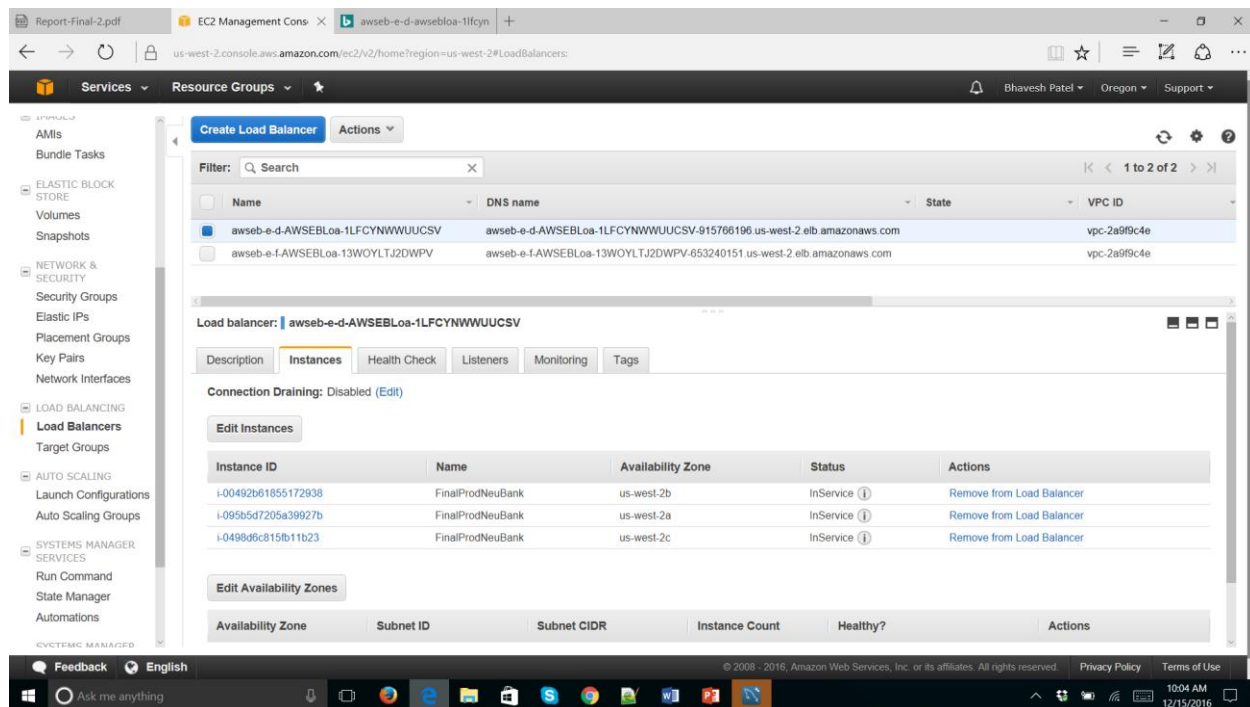 Report-Final-2.pdf
EC2 Management Cons
awseb-e-d-awsebloa-1lfcyn
us-west-2.console.aws.amazon.com/ec2/v2/home?region=us-west-2#LoadBalancers:
Services Resource Groups Bhavesh Patel Oregon Support
IMAGES
AMIs
Bundle Tasks
ELASTIC BLOCK
STORE
Volumes
Snapshots
NETWORK &
SECURITY
Security Groups
Elastic IPs
Placement Groups
Key Pairs
Network Interfaces
LOAD BALANCING
Load Balancers
Target Groups
AUTO SCALING
Launch Configurations
Auto Scaling Groups
SYSTEMS MANAGER
SERVICES
Run Command
State Manager
Automations
SYSTEMS MANAGER
Create Load Balancer Actions
Filter: Search 1 to 2 of 2
Name DNS name State VPC ID
awseb-e-d-AWSEBLoa-1LFCYNWWUUCSV awseb-e-d-AWSEBLoa-1LFCYNWWUUCSV-915766196.us-west-2.elb.amazonaws.com vpc-2a9f9c4e
awseb-e-f-AWSEBLoa-13WOYLTJ2DWPV awseb-e-f-AWSEBLoa-13WOYLTJ2DWPV-653240151.us-west-2.elb.amazonaws.com vpc-2a9f9c4e
Load balancer: awseb-e-d-AWSEBLoa-1LFCYNWWUUCSV
Description Instances Health Check Listeners Monitoring Tags
Connection Draining: Disabled (Edit)
Edit Instances
Instance ID Name Availability Zone Status Actions
i-00492b61855172938 FinalProdNeuBank us-west-2b InService Remove from Load Balancer
i-095b5d7205a39927b FinalProdNeuBank us-west-2a InService Remove from Load Balancer
i-0498d6c815fb11b23 FinalProdNeuBank us-west-2c InService Remove from Load Balancer
Edit Availability Zones
Availability Zone Subnet ID Subnet CIDR Instance Count Healthy? Actions
Feedback English © 2008 - 2016, Amazon Web Services, Inc. or its affiliates. All rights reserved. Privacy Policy Terms of Use
Ask me anything
10:04 AM
12/15/2016